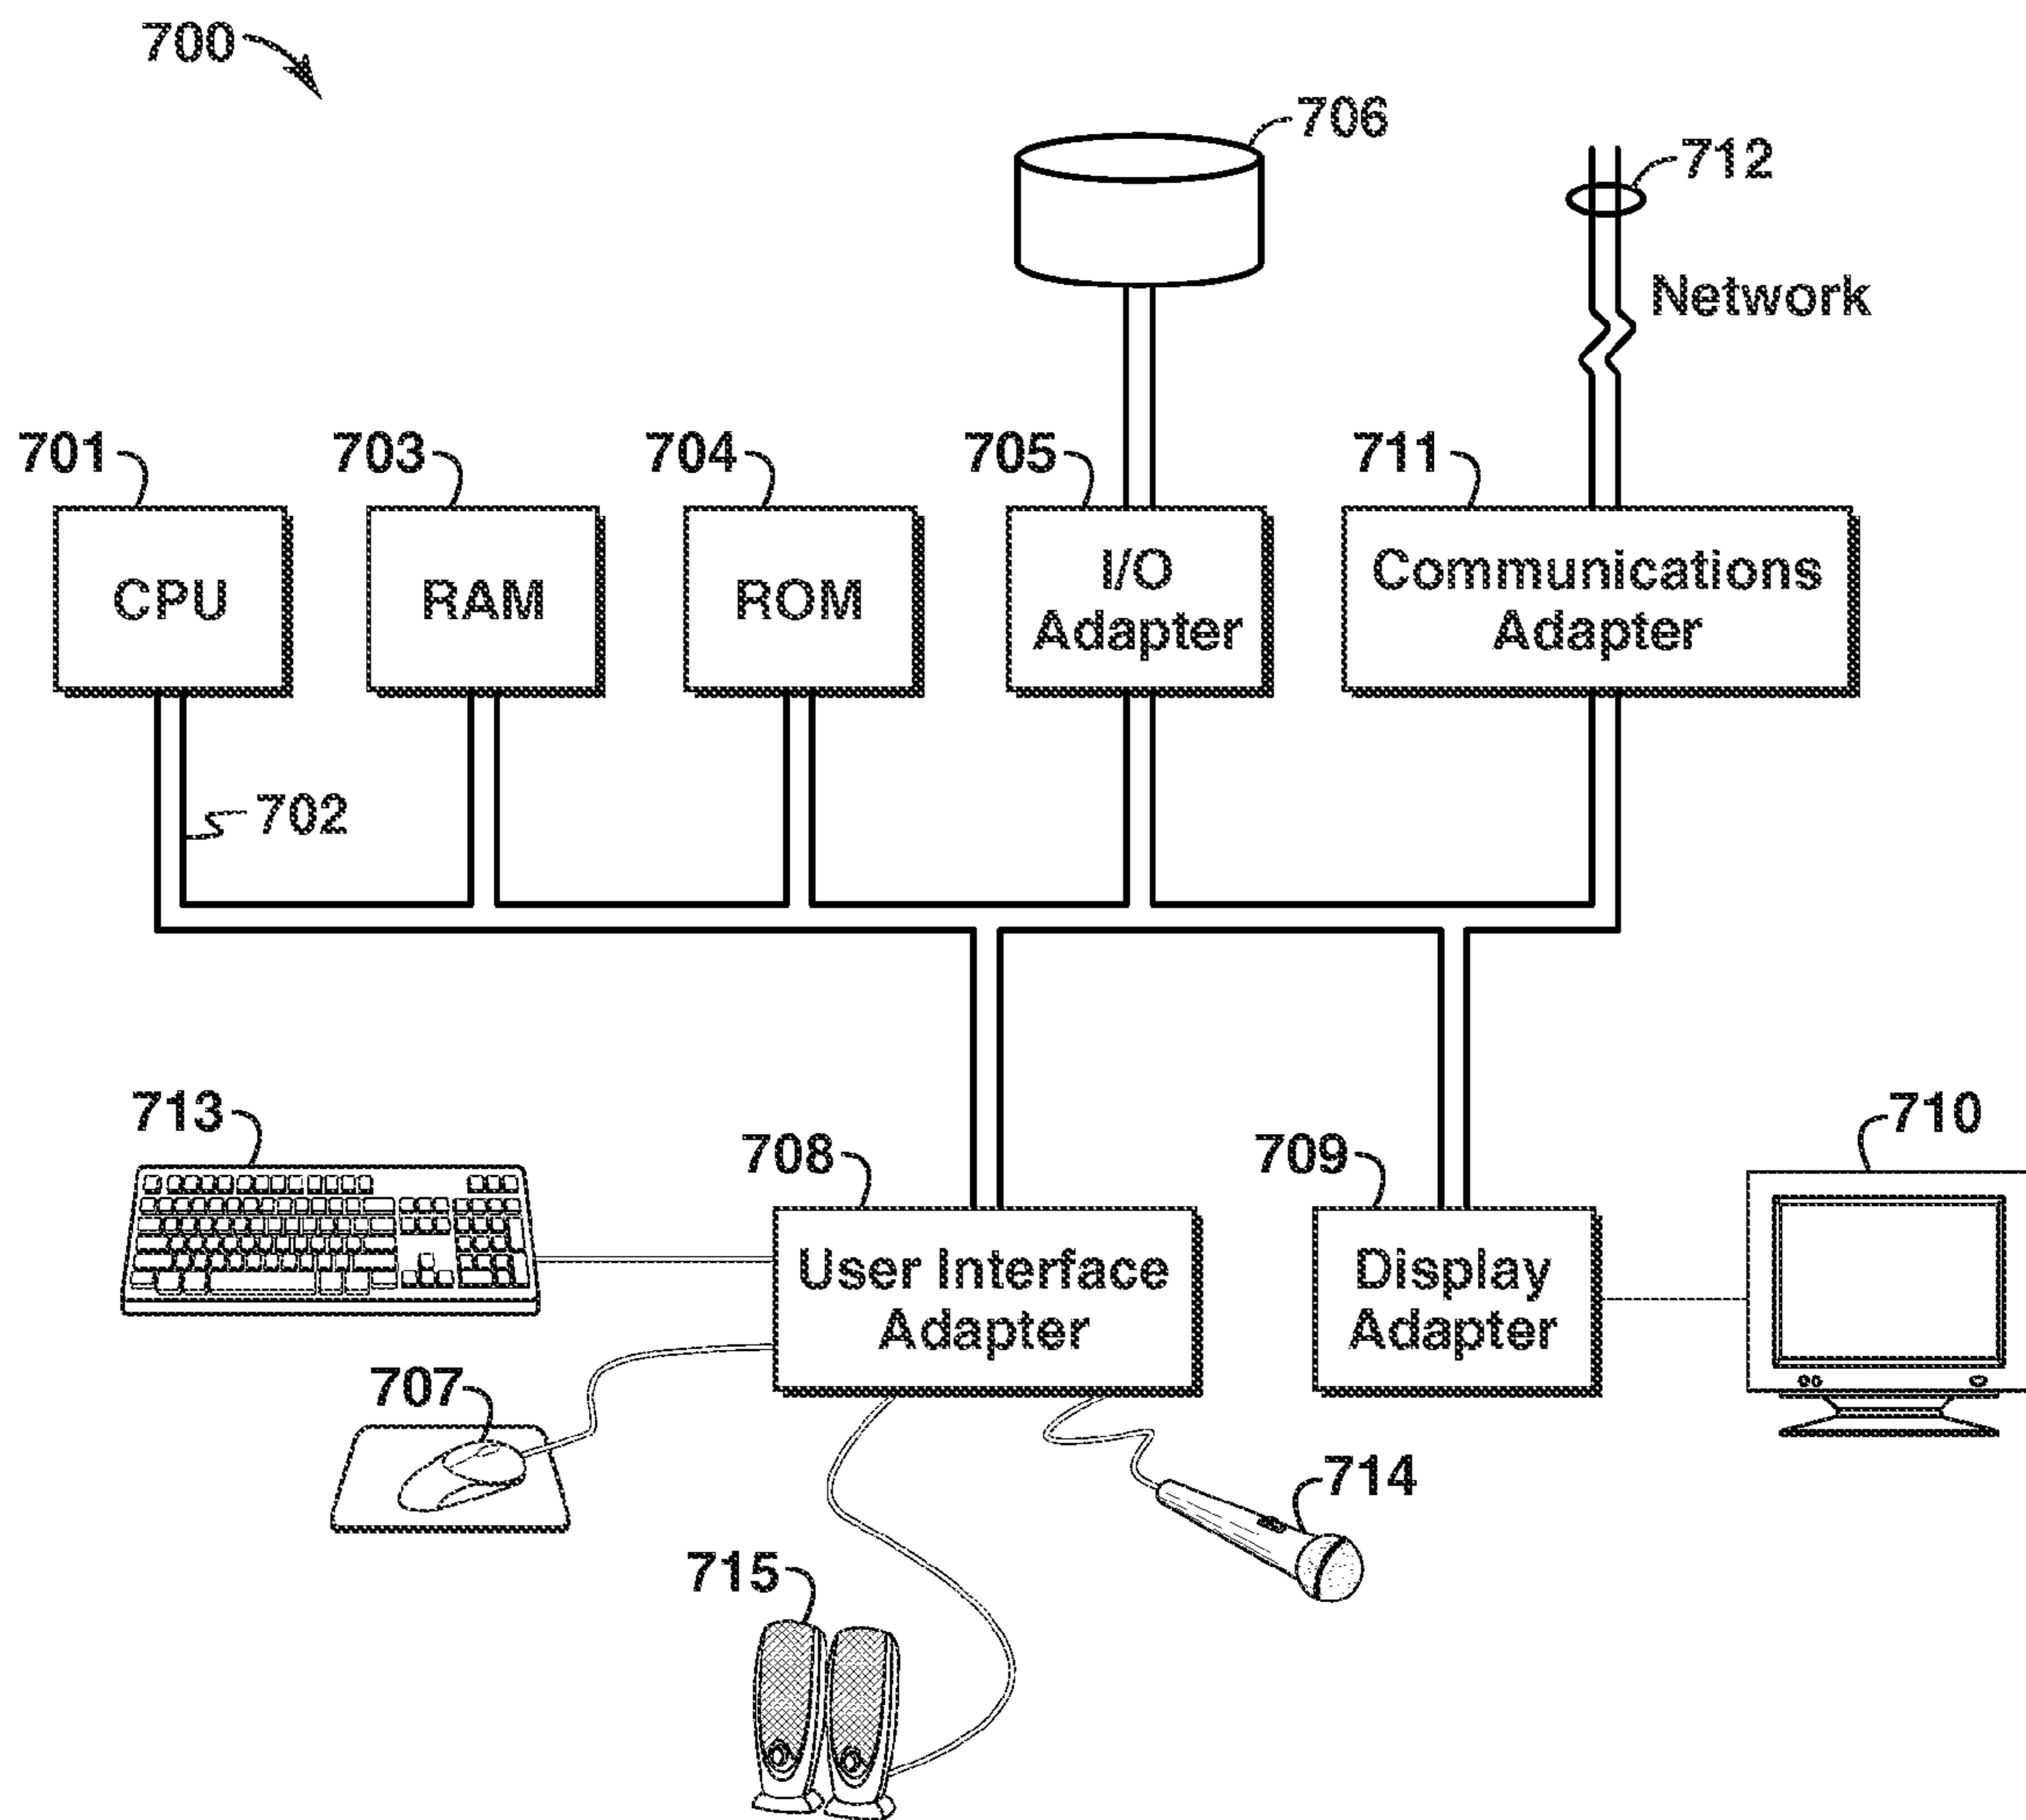 700
706
712
Network
701
703
704
705
711
CPU
RAM
ROM
I/O
Adapter
Communications
Adapter
702
713
708
709
710
User Interface
Adapter
Display
Adapter
707
714
715